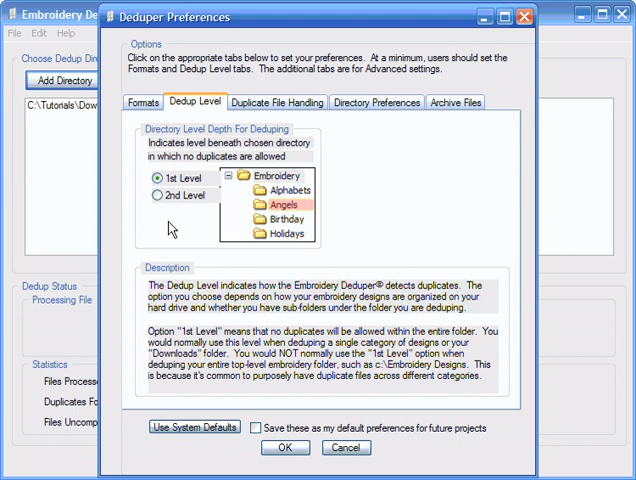 Embroidery De
Deduper Preferences
File Edit Help
Options
Click on the appropriate tabs below to set your preferences. At a minimum, users should set the
Formats and Dedup Level tabs. The additional tabs are for Advanced settings.
Choose Dedup Dir
Add Directory
C:\Tutorials\Dow
Formats
Dedup Level
Duplicate File Handling
Directory Preferences
Archive Files
Directory Level Depth For Deduping
Indicates level beneath chosen directory
in which no duplicates are allowed
1st Level
2nd Level
Embroidery
Alphabets
Angels
Birthday
Holidays
Description
The Dedup Level indicates how the Embroidery Deduper® detects duplicates. The
option you choose depends on how your embroidery designs are organized on your
hard drive and whether you have sub-folders under the folder you are deduping.
Option "1st Level" means that no duplicates will be allowed within the entire folder. You
would normally use this level when deduping a single category of designs or your
"Downloads" folder. You would NOT normally use the "1st Level" option when
deduping your entire top-level embroidery folder, such as c:\Embroidery Designs. This
is because it's common to purposely have duplicate files across different categories.
Dedup Status
Processing File
Statistics
Files Processe
Duplicates Fo
Files Uncomp
Use System Defaults
Save these as my default preferences for future projects
OK
Cancel